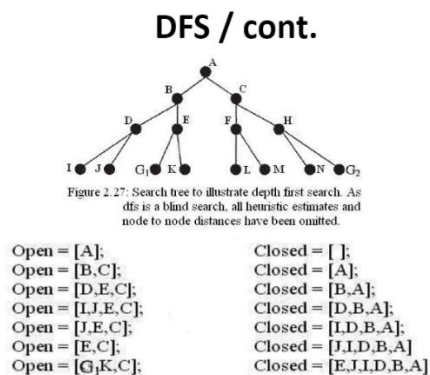 DFS / cont.
A
B C
D E F H
I J G₁ K L M N G₂
Figure 2.27: Search tree to illustrate depth first search. As
dfs is a blind search, all heuristic estimates and
node to node distances have been omitted.
Open = [A]; Closed = [ ];
Open = [B,C]; Closed = [A];
Open = [D,E,C]; Closed = [B,A];
Open = [I,J,E,C]; Closed = [D,B,A];
Open = [J,E,C]; Closed = [I,D,B,A];
Open = [E,C]; Closed = [J,I,D,B,A]
Open = [G₁K,C]; Closed = [E,J,I,D,B,A]